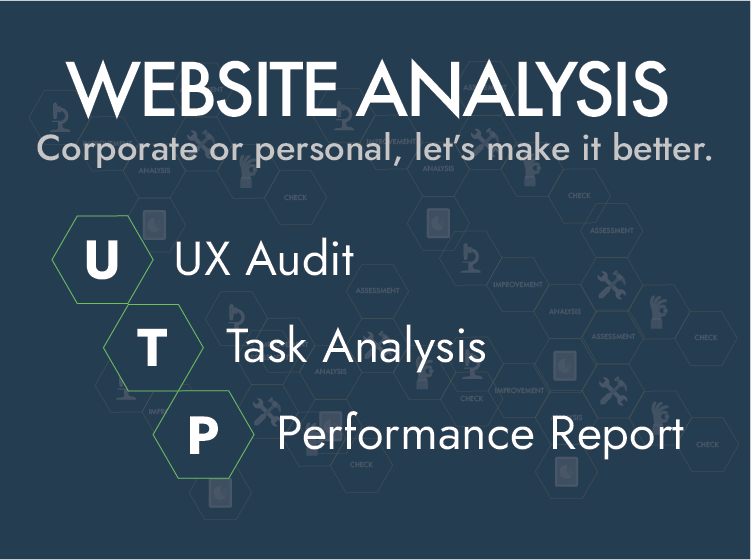 WEBSITE ANALYSIS
Corporate or personal, let's make it better.
U UX Audit
T Task Analysis
P Performance Report
IMPROVEMENT
ANALYSIS
CHECK
ANALYSIS
CHECK
ASSESSMENT
IMPROVEMENT
ASSESSMENT
ANALYSIS
ASSESSMENT
CHECK
ANALYSIS
IMPROVEMENT
CHECK
CHECK
CHECK